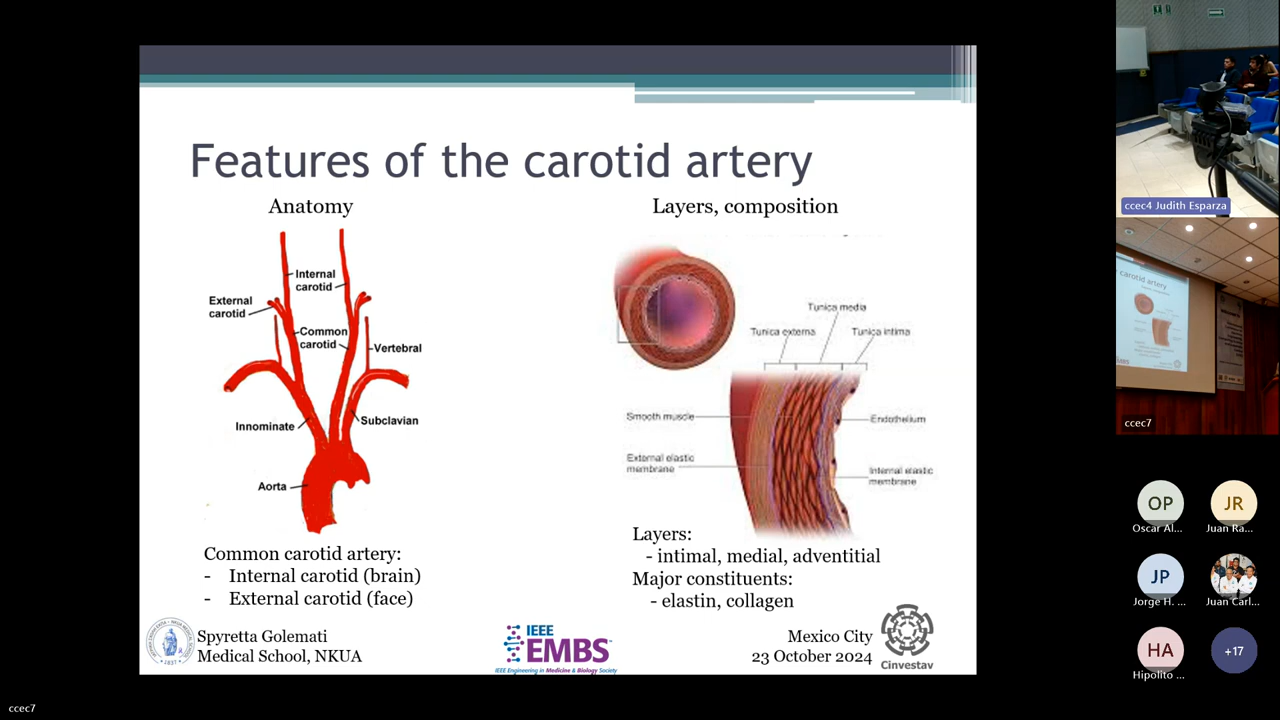 Features of the carotid artery
Anatomy
Internal
carotid
External
carotid
Common
carotid
Vertebral
Innominate
Subclavian
Aorta
Common carotid artery:
- Internal carotid (brain)
- External carotid (face)
Layers, composition
Tunica media
Tunica externa
Tunica intima
Smooth muscle
Endothelium
External elastic
membrane
Internal elastic
membrane
Layers:
- intimal, medial, adventitial
Major constituents:
- elastin, collagen
Spyretta Golemati
Medical School, NKUA
IEEE
EMBS
IEEE Engineering in Medicine & Biology Society
Mexico City
23 October 2024
Cinvestav
ccec4 Judith Esparza
carotid artery
ccec7
OP
Oscar Al...
JR
Juan Ra...
JP
Jorge H. ...
Juan Carl...
HA
Hipolito ...
+17
ccec7